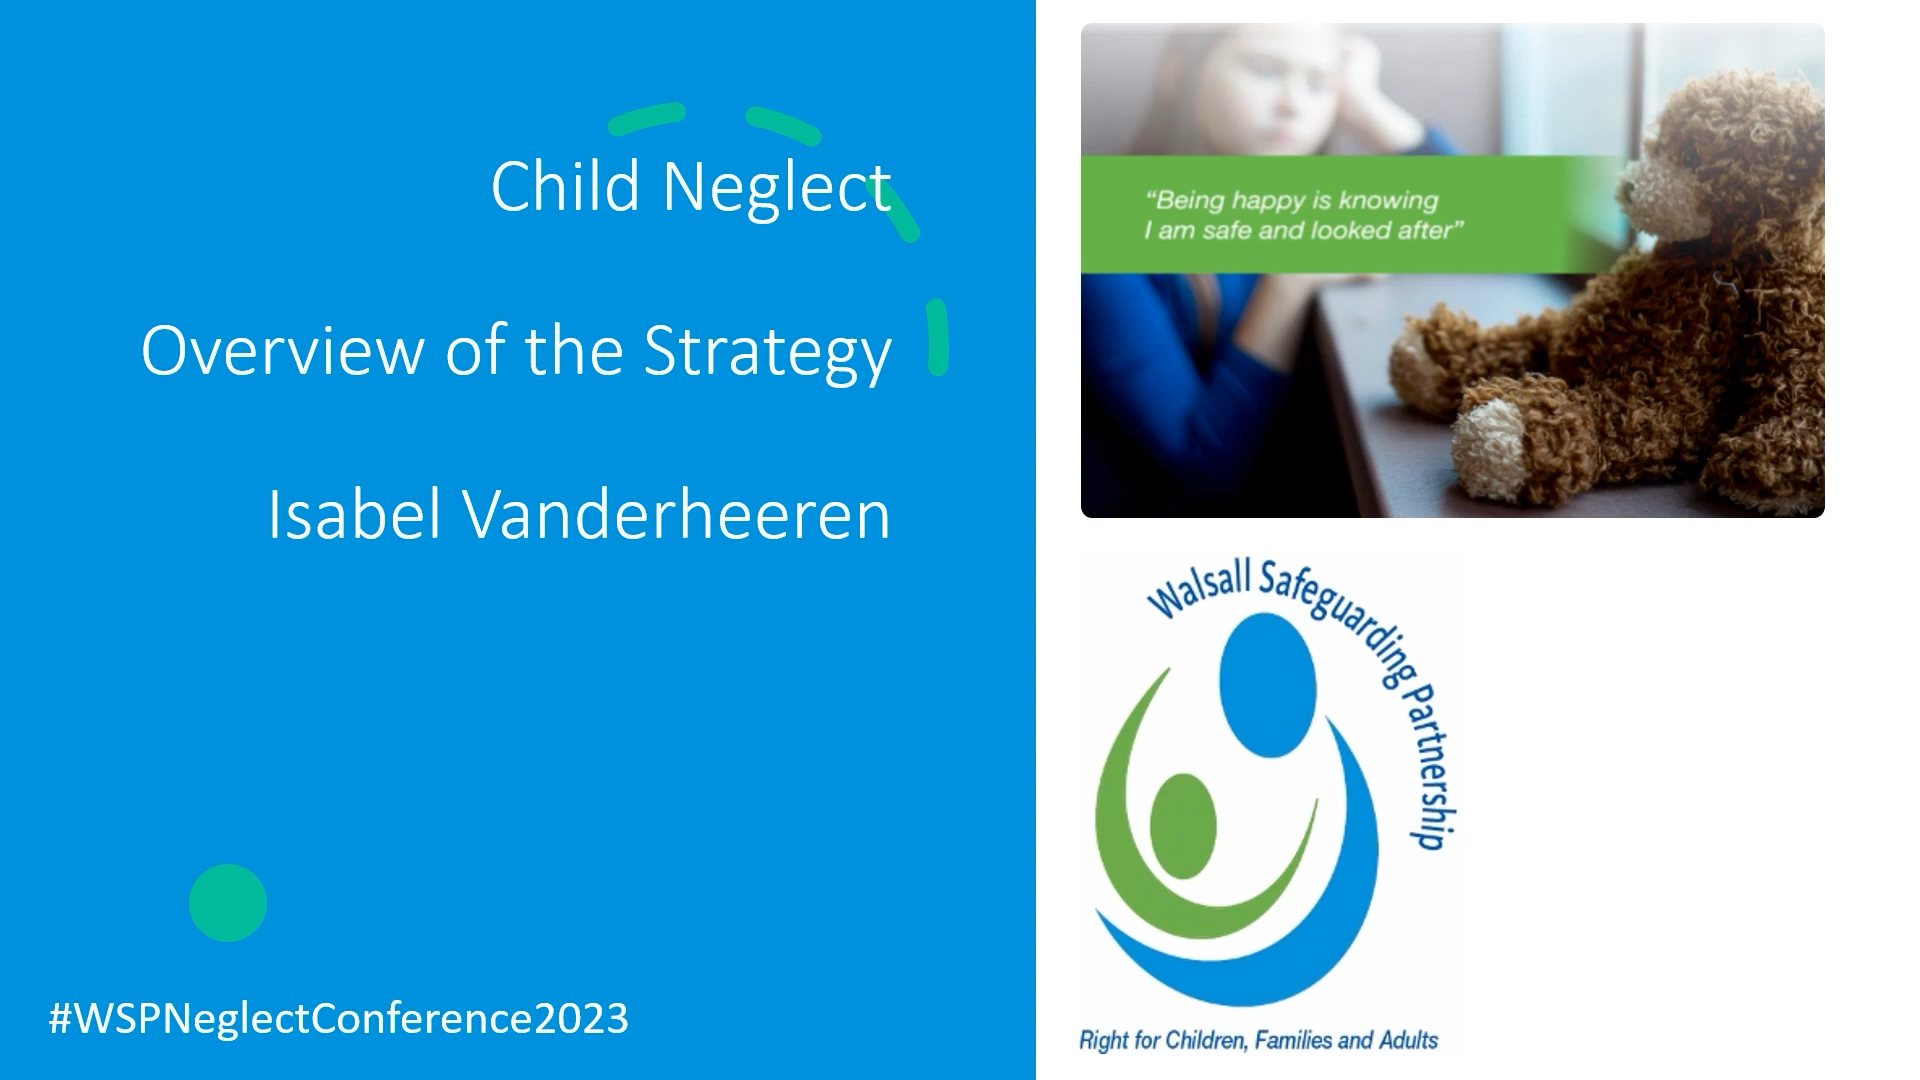 Child Neglect
Overview of the Strategy
Isabel Vanderheeren
#WSPNeglectConference2023
“Being happy is knowing
I am safe and looked after”
Walsall Safeguarding Partnership
Right for Children, Families and Adults